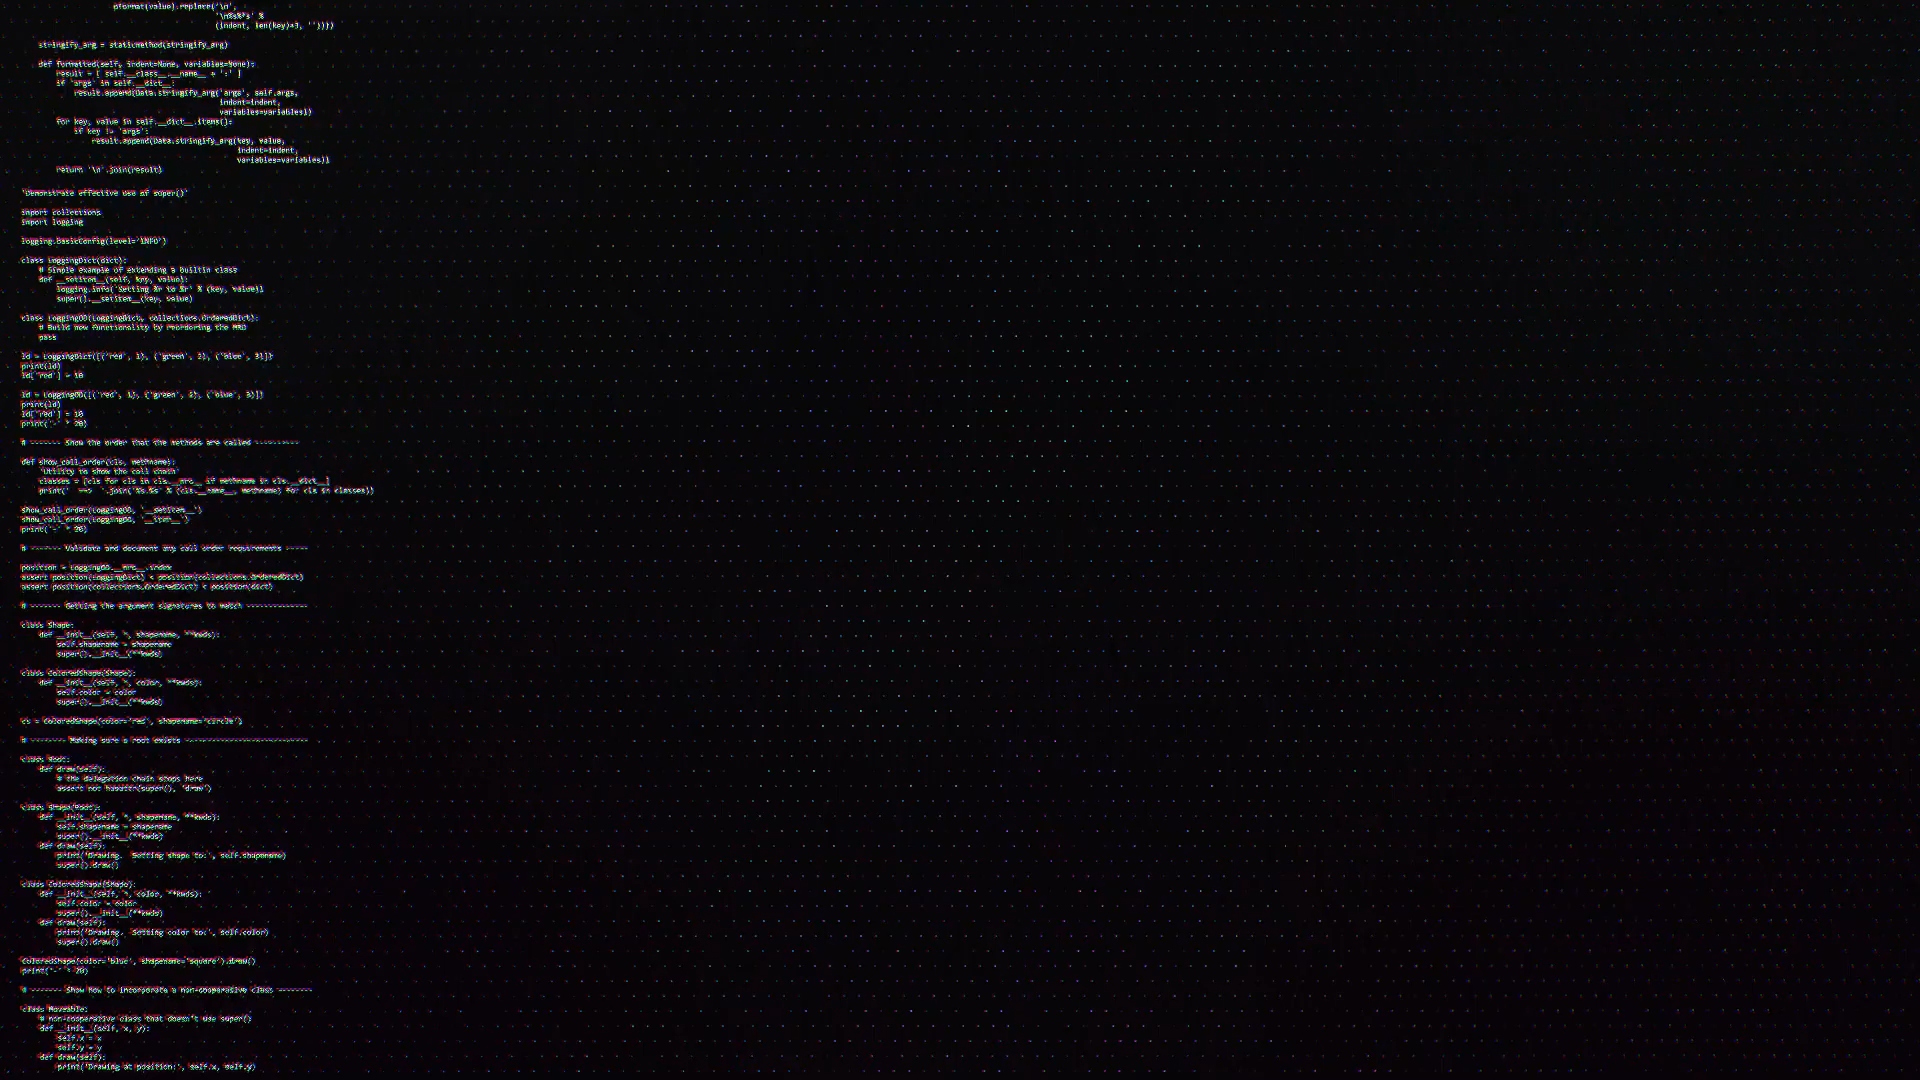 pformat(value).replace('\n',
'\n%s%*s' %
(indent, len(key)+3, ''))))
stringify_arg = staticmethod(stringify_arg)
def formatted(self, indent=None, variables=None):
result = [ self.__class__.__name__ + ':' ]
if 'args' in self.__dict__:
result.append(Data.stringify_arg('args', self.args,
indent=indent,
variables=variables))
for key, value in self.__dict__.items():
if key != 'args':
result.append(Data.stringify_arg(key, value,
indent=indent,
variables=variables))
return '\n'.join(result)
'Demonstrate effective use of super()'
import collections
import logging
logging.basicConfig(level='INFO')
class LoggingDict(dict):
# Simple example of extending a builtin class
def __setitem__(self, key, value):
logging.info('Setting %r to %r' % (key, value))
super().__setitem__(key, value)
class LoggingOD(LoggingDict, collections.OrderedDict):
# Build new functionality by reordering the MRO
pass
ld = LoggingDict([('red', 1), ('green', 2), ('blue', 3)])
print(ld)
ld['red'] = 10
ld = LoggingOD([('red', 1), ('green', 2), ('blue', 3)])
print(ld)
ld['red'] = 10
print('-' * 20)
# ------- Show the order that the methods are called ----------
def show_call_order(cls, methname):
'Utility to show the call chain'
classes = [cls for cls in cls.__mro__ if methname in cls.__dict__]
print('  ==>  '.join('%s.%s' % (cls.__name__, methname) for cls in classes))
show_call_order(LoggingOD, '__setitem__')
show_call_order(LoggingOD, '__iter__')
print('-' * 20)
# ------- Validate and document any call order requirements -----
position = LoggingOD.__mro__.index
assert position(LoggingDict) < position(collections.OrderedDict)
assert position(collections.OrderedDict) < position(dict)
# ------- Getting the argument signatures to match --------------
class Shape:
def __init__(self, *, shapename, **kwds):
self.shapename = shapename
super().__init__(**kwds)
class ColoredShape(Shape):
def __init__(self, *, color, **kwds):
self.color = color
super().__init__(**kwds)
cs = ColoredShape(color='red', shapename='circle')
# -------- Making sure a root exists ----------------------------
class Root:
def draw(self):
# the delegation chain stops here
assert not hasattr(super(), 'draw')
class Shape(Root):
def __init__(self, *, shapename, **kwds):
self.shapename = shapename
super().__init__(**kwds)
def draw(self):
print('Drawing.  Setting shape to:', self.shapename)
super().draw()
class ColoredShape(Shape):
def __init__(self, *, color, **kwds):
self.color = color
super().__init__(**kwds)
def draw(self):
print('Drawing.  Setting color to:', self.color)
super().draw()
ColoredShape(color='blue', shapename='square').draw()
print('-' * 20)
# ------- Show how to incorporate a non-cooperative class --------
class Moveable:
# non-cooperative class that doesn't use super()
def __init__(self, x, y):
self.x = x
self.y = y
def draw(self):
print('Drawing at position:', self.x, self.y)